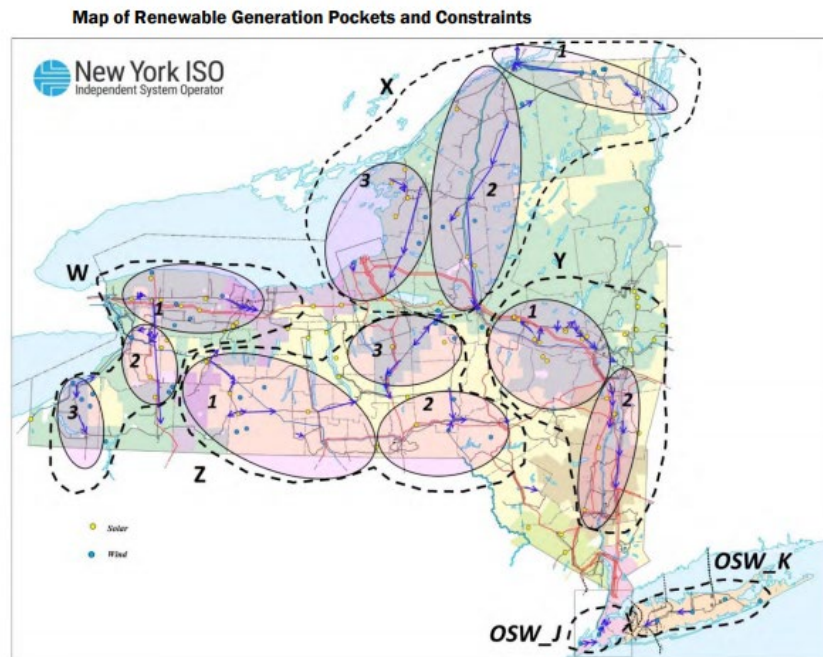 Map of Renewable Generation Pockets and Constraints
New York ISO
Independent System Operator
X
1
2
3
W
1
2
3
Y
1
2
3
1
2
Z
Solar
Wind
OSW_K
OSW_J